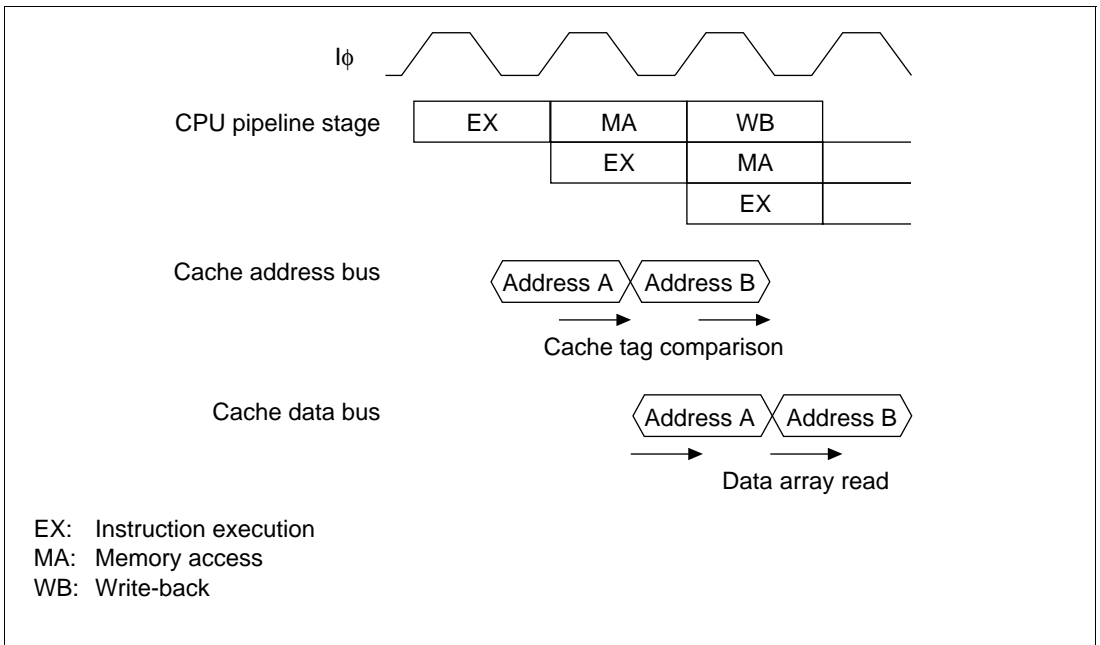 Iϕ
CPU pipeline stage EX MA WB
EX MA
EX
Cache address bus Address A Address B
Cache tag comparison
Cache data bus Address A Address B
Data array read
EX: Instruction execution
MA: Memory access
WB: Write-back